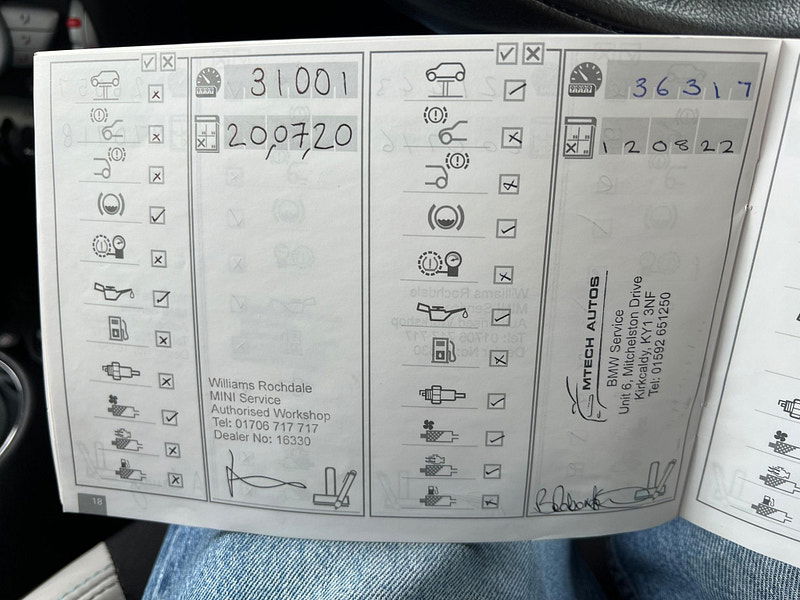 31001
20,07,20
Williams Rochdale
MINI Service
Authorised Workshop
Tel: 01706 717 717
Dealer No: 16330
18
36317
120822
MTECH AUTOS
BMW Service
Unit 6, Mitchelston Drive
Kirkcaldy, KY1 3NF
Tel: 01592 651250